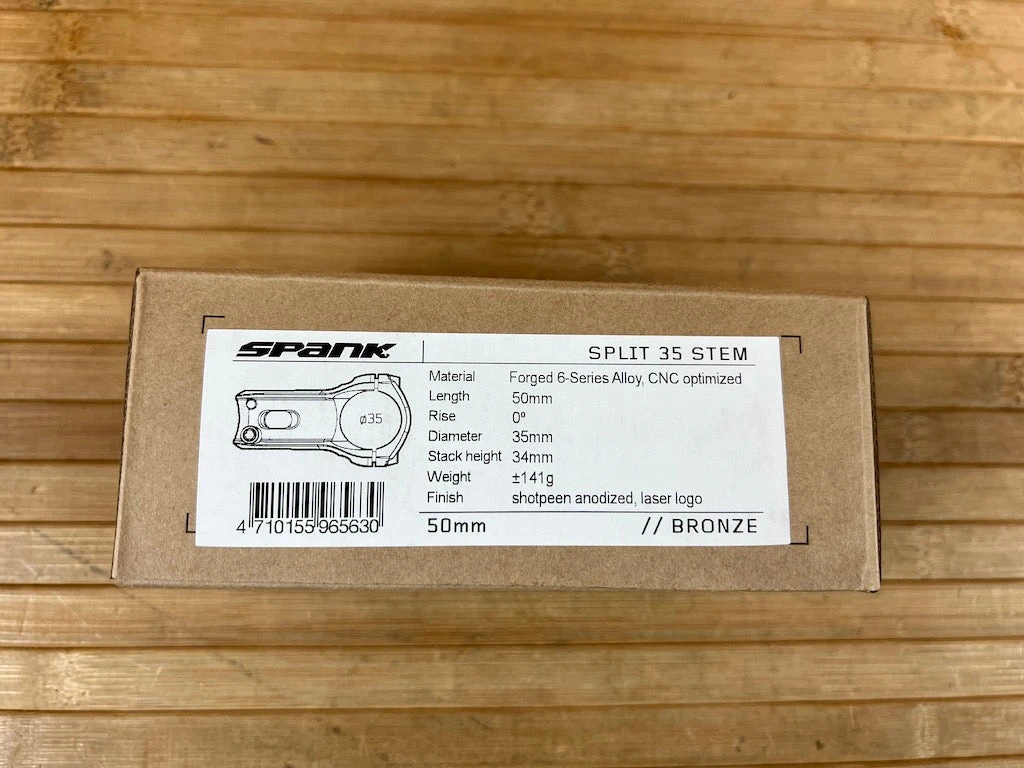 SPANK
SPLIT 35 STEM
Material Forged 6-Series Alloy, CNC optimized
Length 50mm
Rise 0º
Diameter 35mm
Stack height 34mm
Weight ±141g
Finish shotpeen anodized, laser logo
ø35
4 710155 965630
50mm // BRONZE